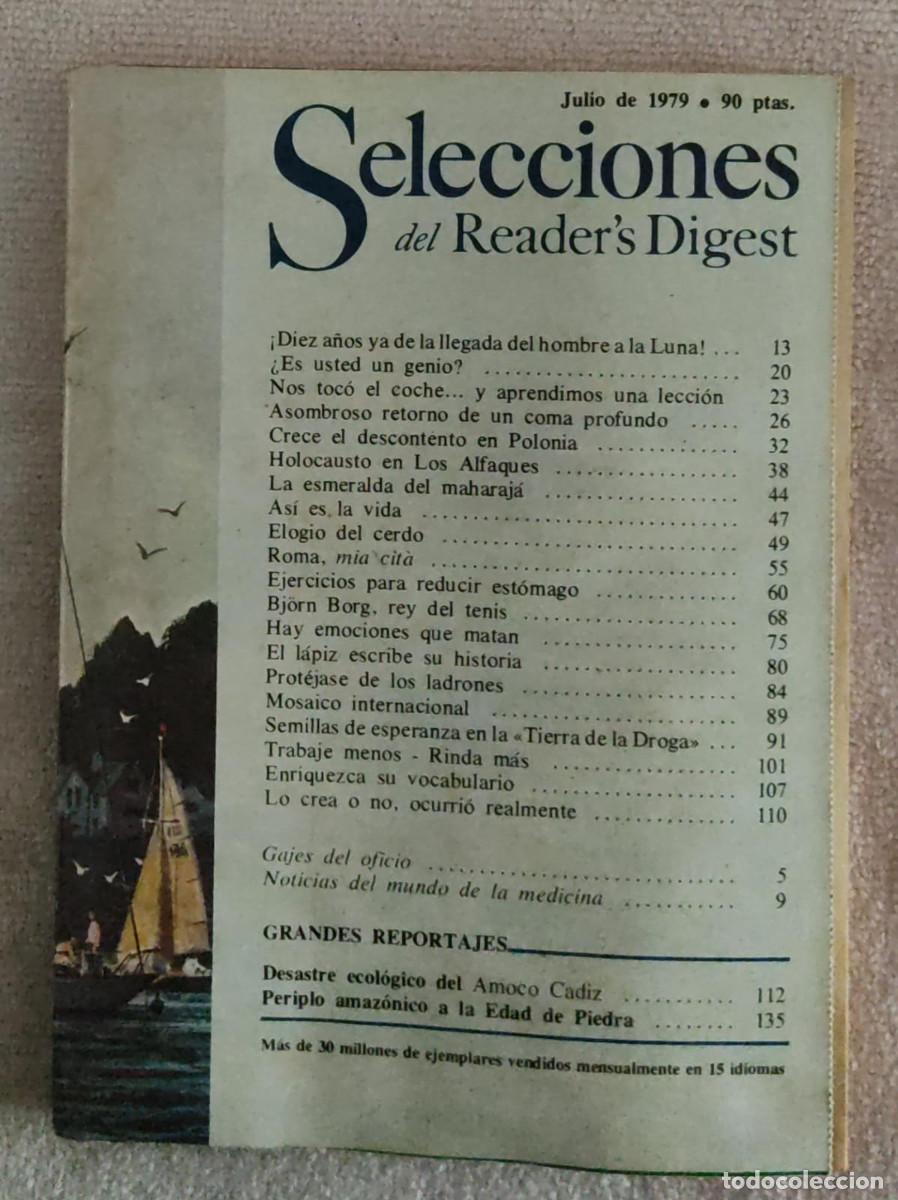 Julio de 1979 • 90 ptas.
Selecciones
del Reader's Digest
¡Diez años ya de la llegada del hombre a la Luna! ... 13
¿Es usted un genio? ........................ 20
Nos tocó el coche... y aprendimos una lección 23
Asombroso retorno de un coma profundo ..... 26
Crece el descontento en Polonia ............. 32
Holocausto en Los Alfaques ................. 38
La esmeralda del maharajá .................. 44
Así es la vida .............................. 47
Elogio del cerdo ............................ 49
Roma, mia cità ............................. 55
Ejercicios para reducir estómago ............. 60
Björn Borg, rey del tenis .................... 68
Hay emociones que matan .................. 75
El lápiz escribe su historia .................. 80
Protéjase de los ladrones .................... 84
Mosaico internacional ....................... 89
Semillas de esperanza en la «Tierra de la Droga» ... 91
Trabaje menos - Rinda más ................. 101
Enriquezca su vocabulario ................... 107
Lo crea o no, ocurrió realmente .............. 110
Gajes del oficio .............................. 5
Noticias del mundo de la medicina ........... 9
GRANDES REPORTAJES
Desastre ecológico del Amoco Cadiz ........... 112
Periplo amazónico a la Edad de Piedra ........ 135
Más de 30 millones de ejemplares vendidos mensualmente en 15 idiomas
todocoleccion